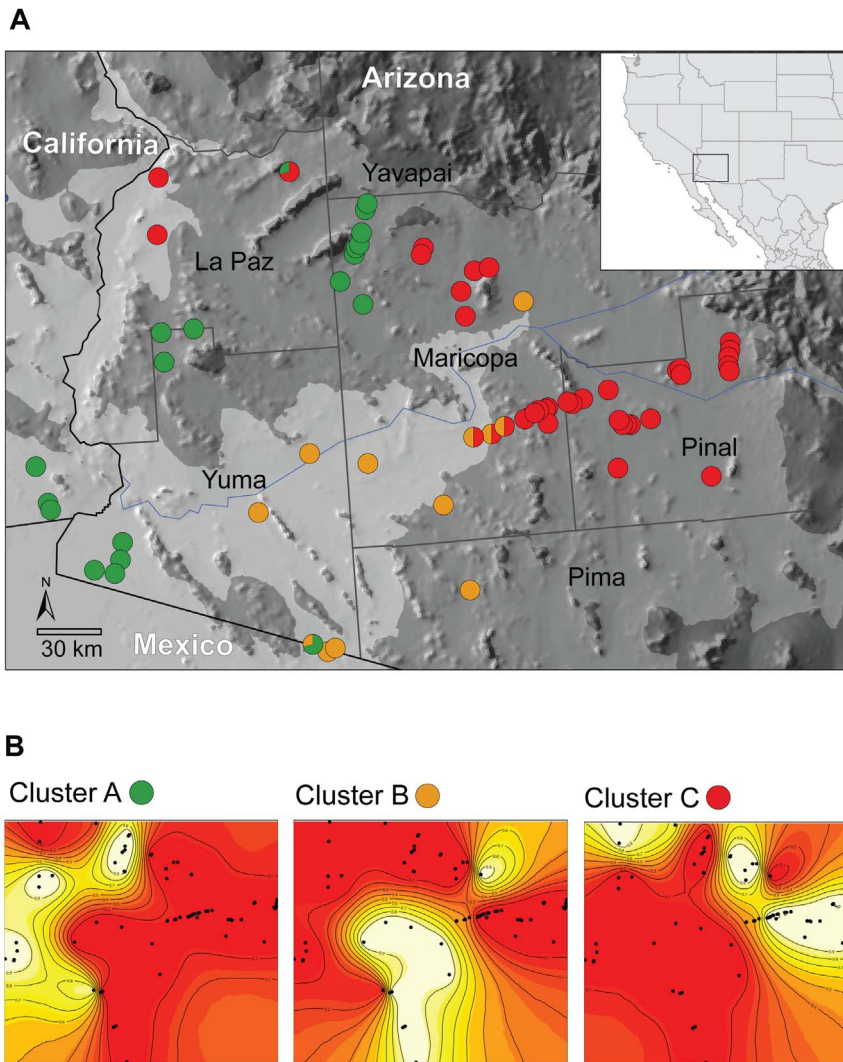 A
Arizona
California
Yavapai
La Paz
Maricopa
Yuma
Pinal
Pima
N
30 km
Mexico
B
Cluster A
Cluster B
Cluster C